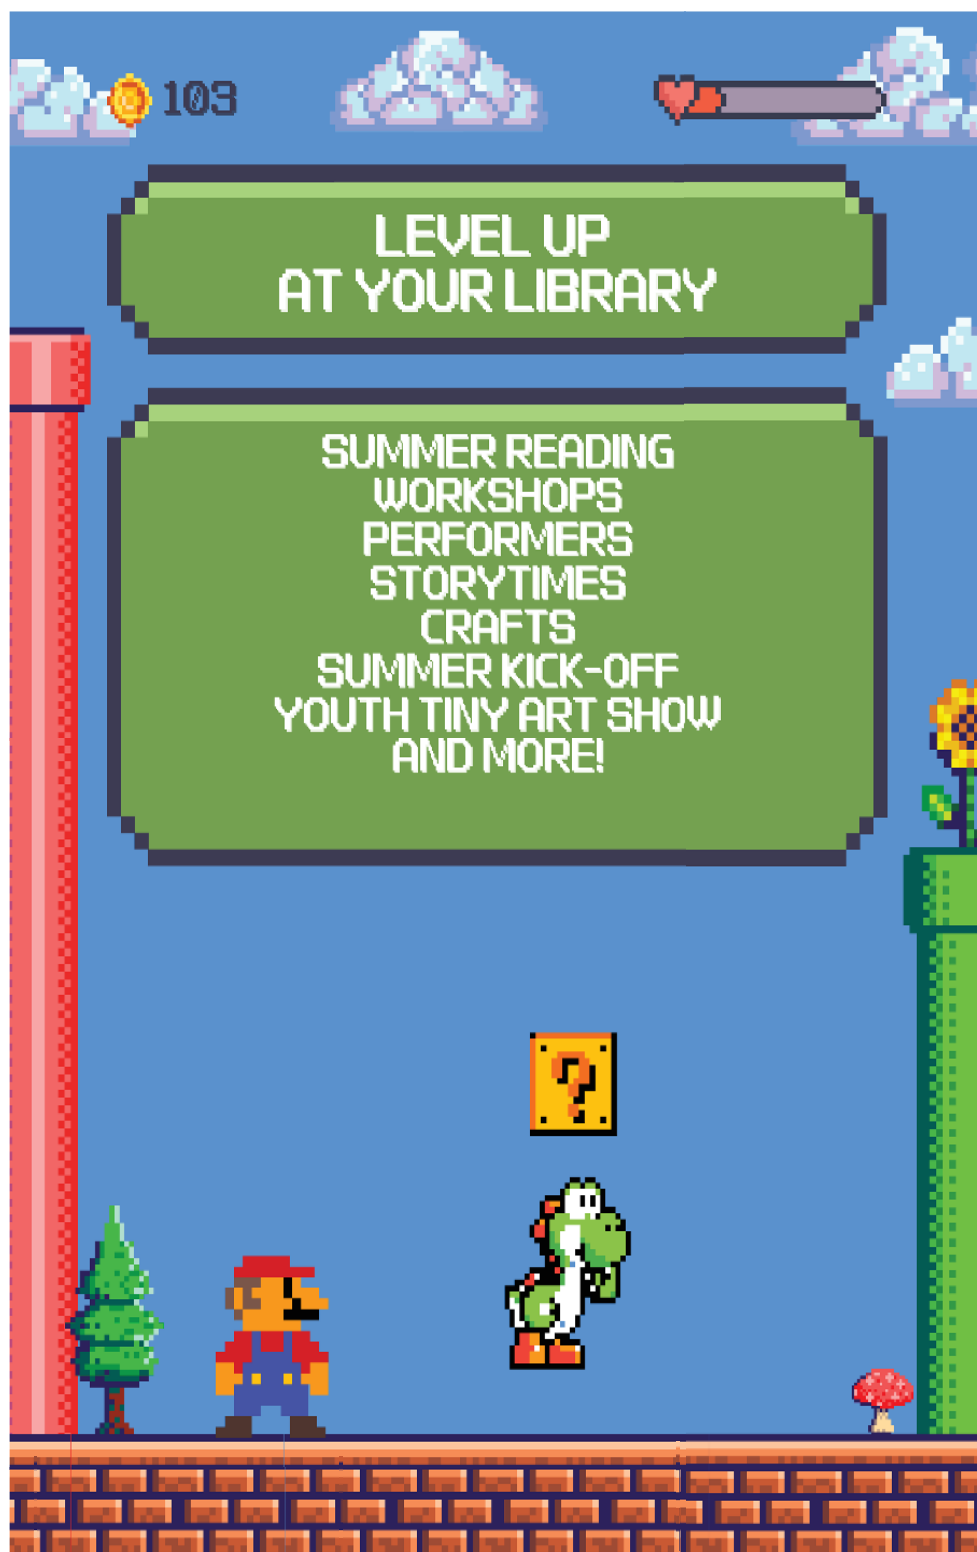 103
LEVEL UP
AT YOUR LIBRARY
SUMMER READING
WORKSHOPS
PERFORMERS
STORYTIMES
CRAFTS
SUMMER KICK-OFF
YOUTH TINY ART SHOW
AND MORE!
?